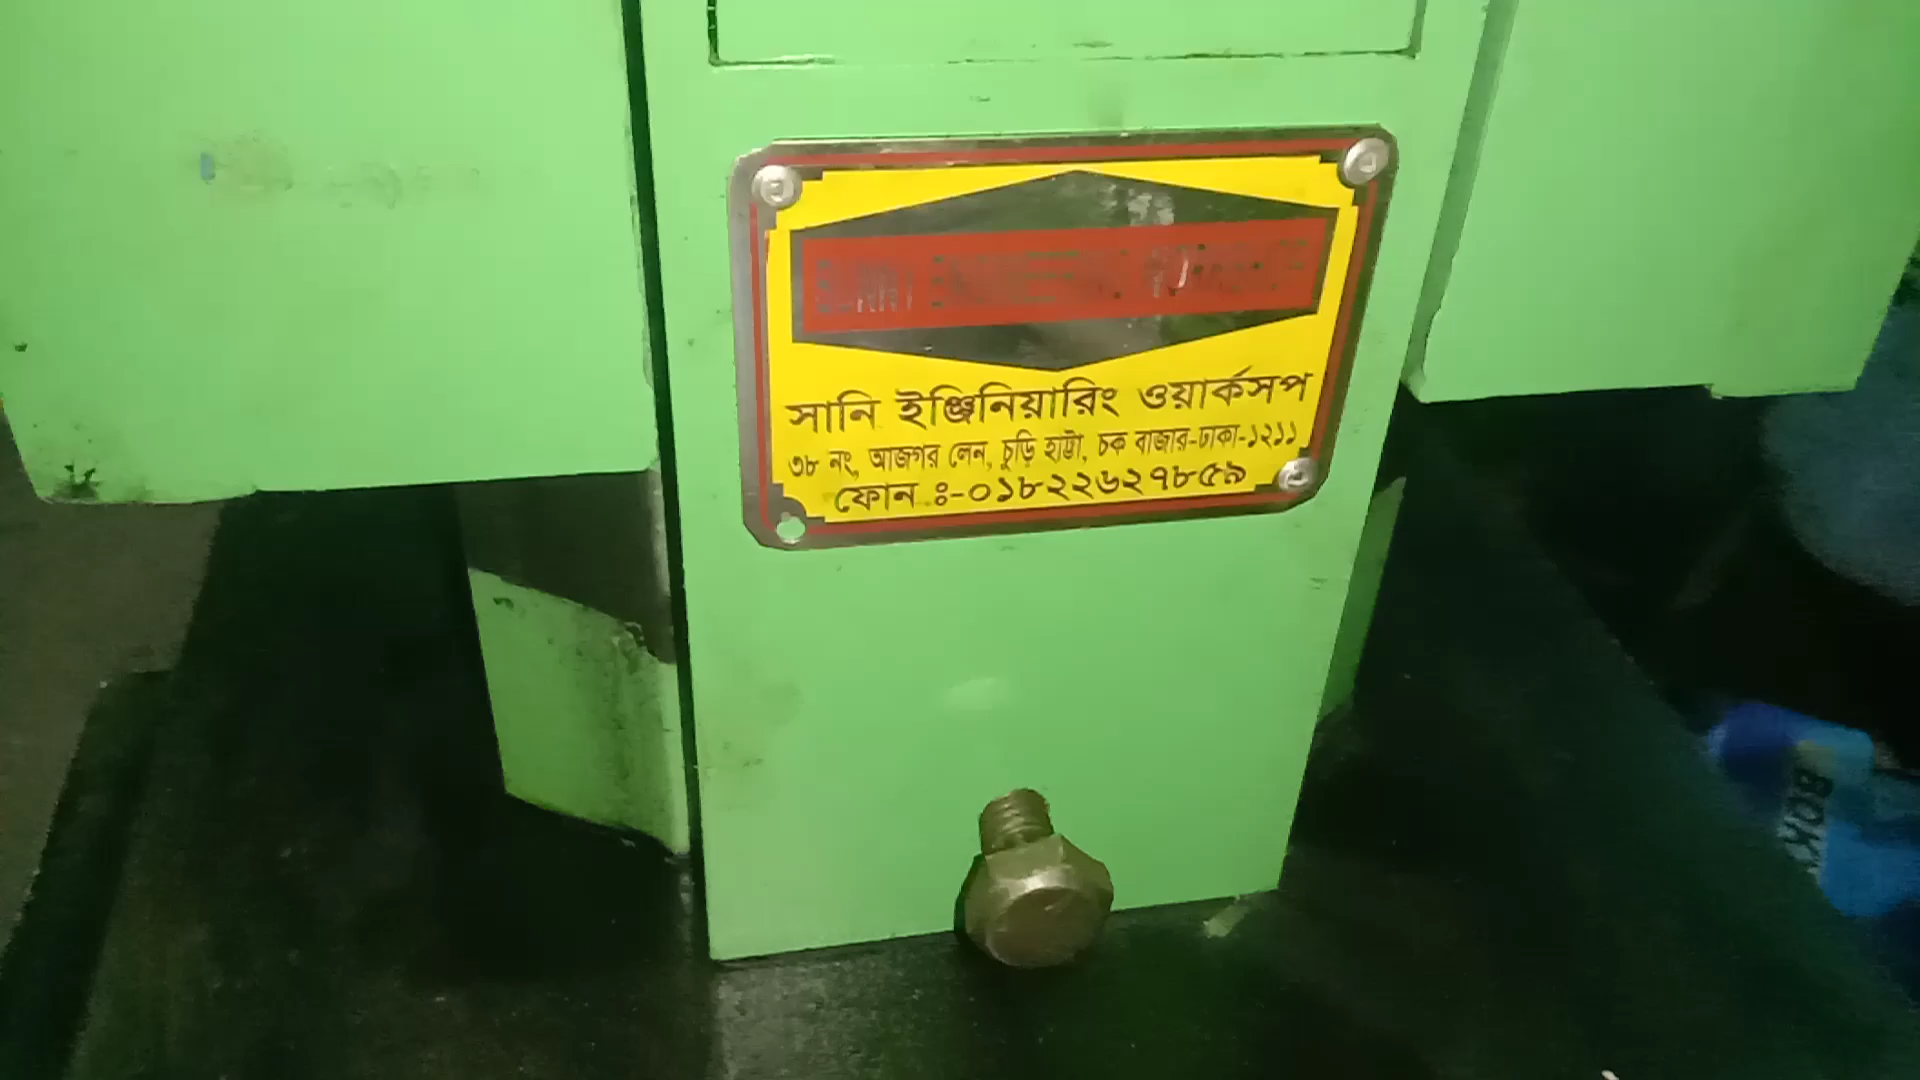 সানি ইঞ্জিনিয়ারিং ওয়ার্কসপ
৩৮ নং, আজগর লেন, চুড়ি হাট্টা, চক বাজার-ঢাকা-১২১১
ফোন ঃ-০১৮২২৬২৭৮৫৯